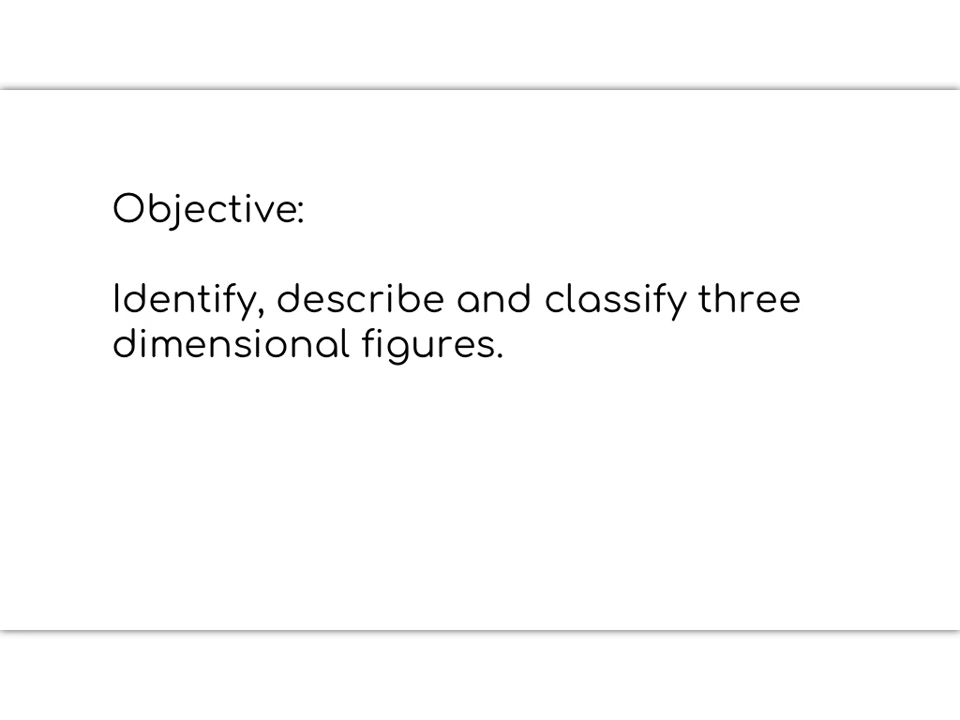 Objective:
Identify, describe and classify three
dimensional figures.